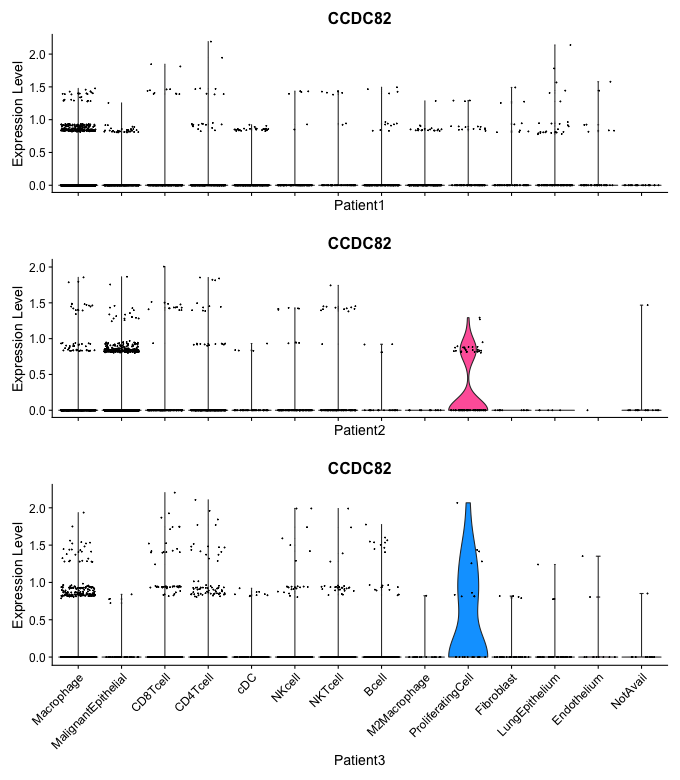 CCDC82
Expression Level
2.0
1.5
1.0
0.5
0.0
Patient1
CCDC82
Expression Level
2.0
1.5
1.0
0.5
0.0
Patient2
CCDC82
Expression Level
2.0
1.5
1.0
0.5
0.0
Macrophage
MalignantEpithelial
CD8Tcell
CD4Tcell
cDC
NKcell
NKTcell
Bcell
M2Macrophage
ProliferatingCell
Fibroblast
LungEpithelium
Endothelium
NotAvail
Patient3